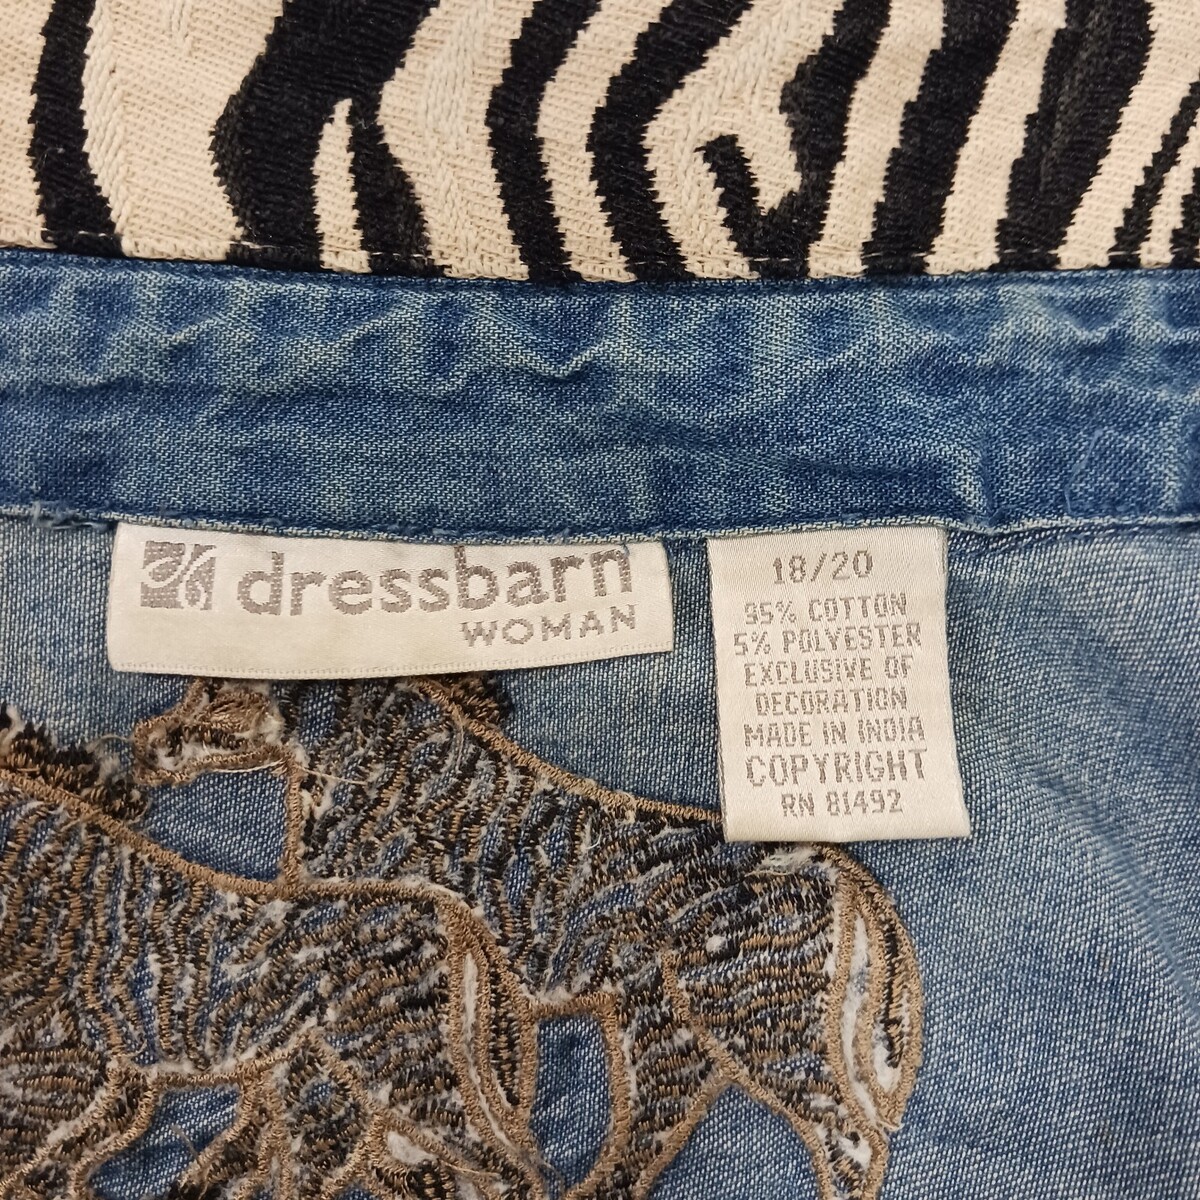 dressbarn
WOMAN
18/20
95% COTTON
5% POLYESTER
EXCLUSIVE OF
DECORATION
MADE IN INDIA
COPYRIGHT
RN 81492